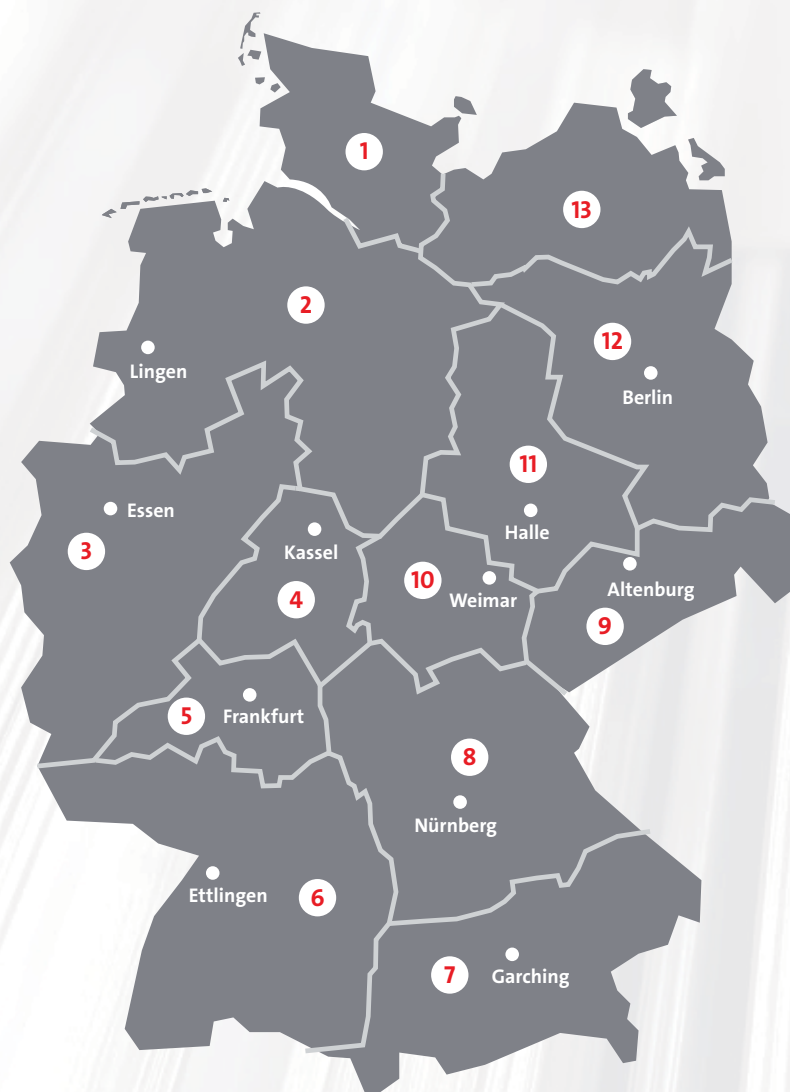 1
13
2
12
Lingen
Berlin
11
Essen
Halle
3
Kassel
10
Altenburg
4
Weimar
9
5
Frankfurt
8
Nürnberg
Ettlingen
6
7
Garching